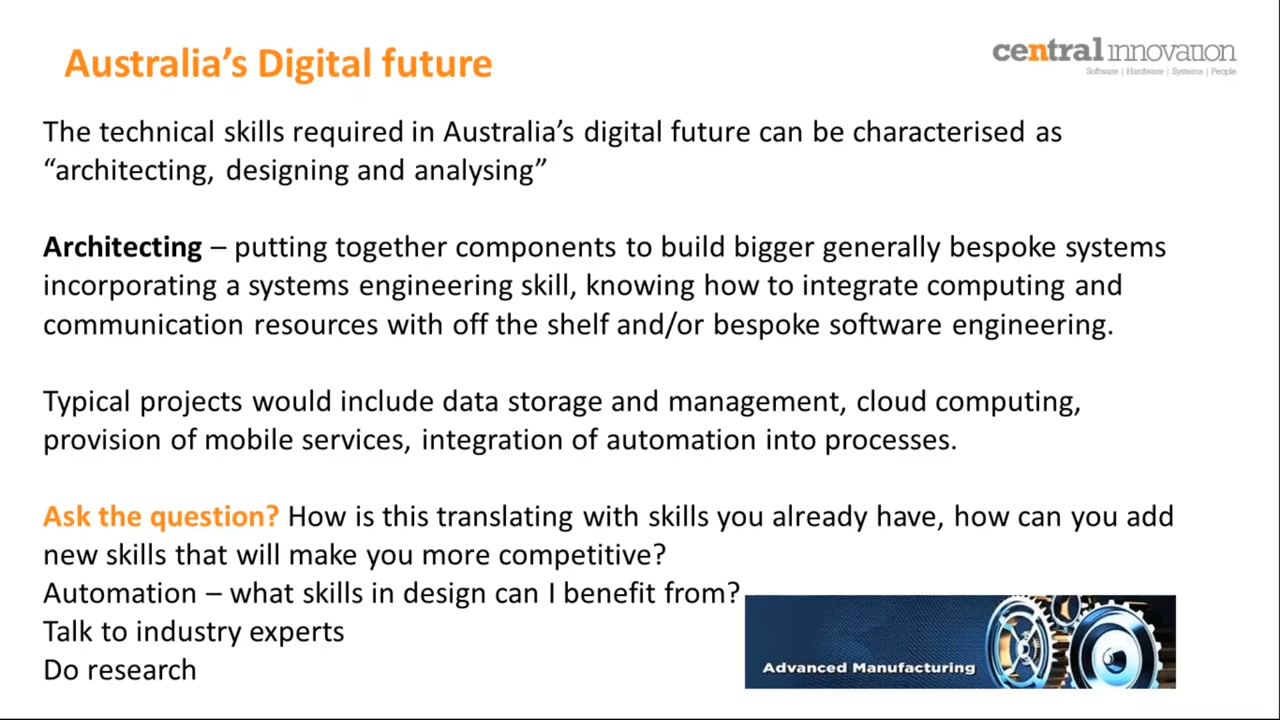 Australia’s Digital future
central innovation
Software | Hardware | Systems | People
The technical skills required in Australia’s digital future can be characterised as
“architecting, designing and analysing”
Architecting – putting together components to build bigger generally bespoke systems
incorporating a systems engineering skill, knowing how to integrate computing and
communication resources with off the shelf and/or bespoke software engineering.
Typical projects would include data storage and management, cloud computing,
provision of mobile services, integration of automation into processes.
Ask the question? How is this translating with skills you already have, how can you add
new skills that will make you more competitive?
Automation – what skills in design can I benefit from?
Talk to industry experts
Do research
Advanced Manufacturing